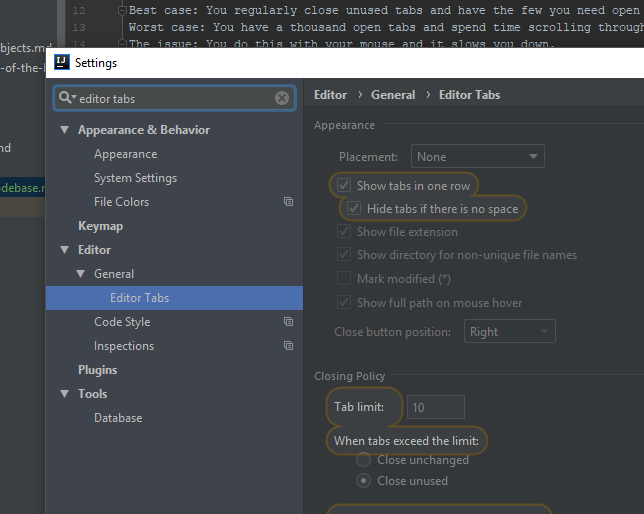 12 Best case: You regularly close unused tabs and have the few you need open
13 Worst case: You have a thousand open tabs and spend time scrolling through
14 The issue: You do this with your mouse and it slows you down.
bjects.md
-of-the-
nd
debase.
IJ Settings
editor tabs
Editor > General > Editor Tabs
Appearance & Behavior
Appearance
System Settings
File Colors
Keymap
Editor
General
Editor Tabs
Code Style
Inspections
Plugins
Tools
Database
Appearance
Placement: None
Show tabs in one row
Hide tabs if there is no space
Show file extension
Show directory for non-unique file names
Mark modified (*)
Show full path on mouse hover
Close button position: Right
Closing Policy
Tab limit: 10
When tabs exceed the limit:
Close unchanged
Close unused